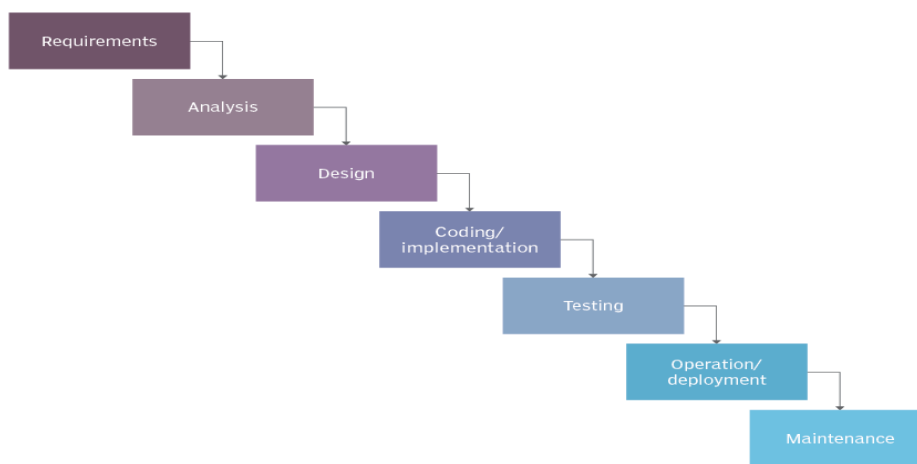 Requirements
Analysis
Design
Coding/
implementation
Testing
Operation/
deployment
Maintenance